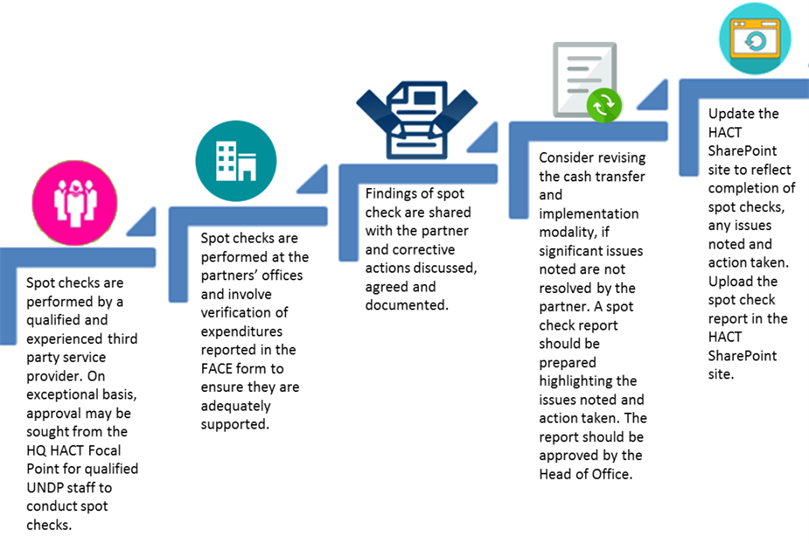 Spot checks are
performed by a
qualified and
experienced third
party service
provider. On
exceptional basis,
approval may be
sought from the
HQ HACT Focal
Point for qualified
UNDP staff to
conduct spot
checks.
Spot checks are
performed at the
partners’ offices
and involve
verification of
expenditures
reported in the
FACE form to
ensure they are
adequately
supported.
Findings of spot
check are shared
with the partner
and corrective
actions discussed,
agreed and
documented.
Consider revising
the cash transfer
and
implementation
modality, if
significant issues
noted are not
resolved by the
partner. A spot
check report
should be
prepared
highlighting the
issues noted and
action taken. The
report should be
approved by the
Head of Office.
Update the
HACT
SharePoint
site to reflect
completion of
spot checks,
any issues
noted and
action taken.
Upload the
spot check
report in the
HACT
SharePoint
site.